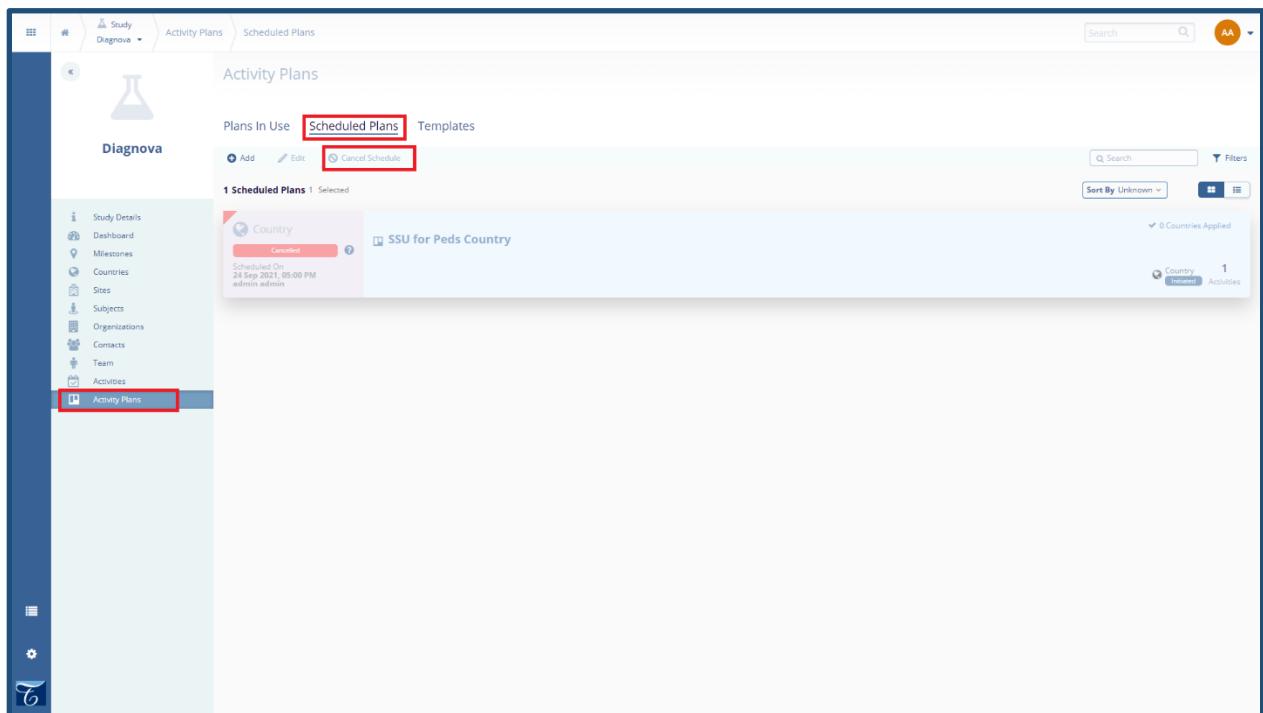 Study
Diagnova
Activity Plans
Scheduled Plans
Search
AA
Activity Plans
Diagnova
Plans In Use
Scheduled Plans
Templates
Add
Edit
Cancel Schedule
Search
Filters
1 Scheduled Plans 1 Selected
Sort By Unknown
Study Details
Dashboard
Milestones
Countries
Sites
Subjects
Organizations
Contacts
Team
Activities
Activity Plans
Country
Cancelled
Scheduled On
24 Sep 2021, 05:00 PM
admin admin
SSU for Peds Country
0 Countries Applied
Country
Initiated
1
Activities